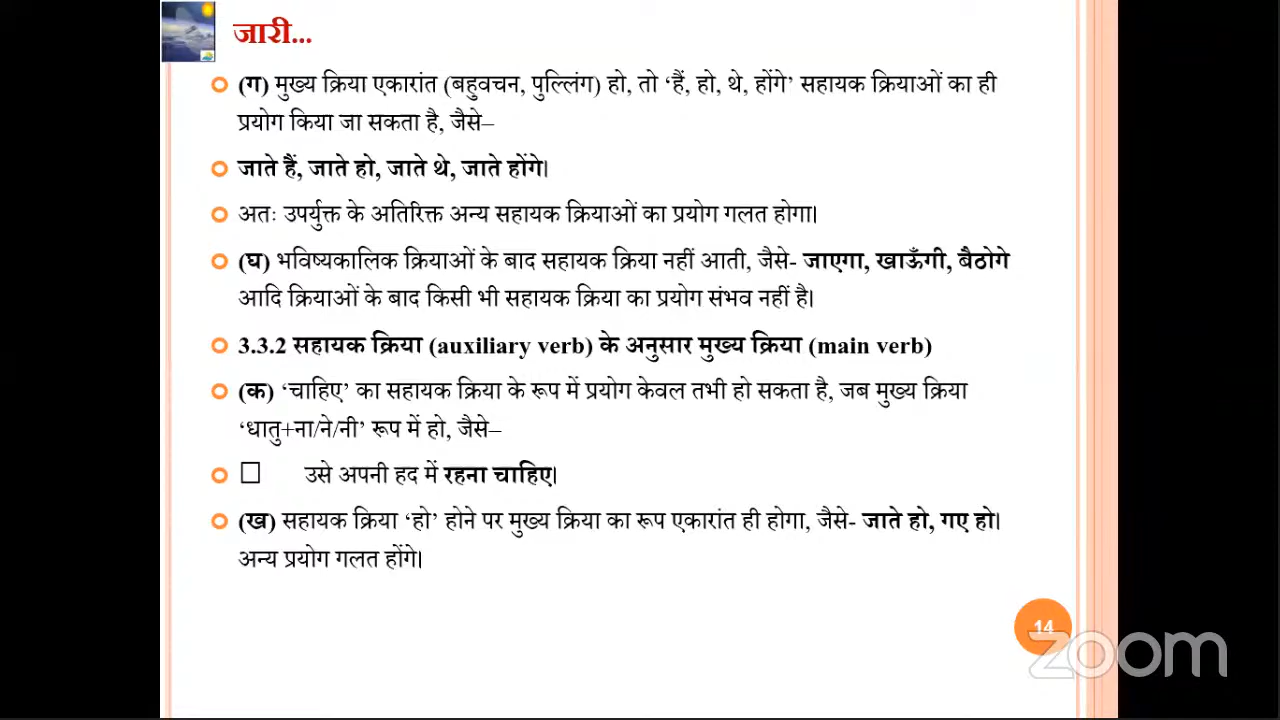 जारी...
(ग) मुख्य क्रिया एकारांत (बहुवचन, पुल्लिंग) हो, तो ‘हैं, हो, थे, होंगे’ सहायक क्रियाओं का ही
प्रयोग किया जा सकता है, जैसे–
जाते हैं, जाते हो, जाते थे, जाते होंगे।
अतः उपर्युक्त के अतिरिक्त अन्य सहायक क्रियाओं का प्रयोग गलत होगा।
(घ) भविष्यकालिक क्रियाओं के बाद सहायक क्रिया नहीं आती, जैसे- जाएगा, खाऊँगी, बैठोगे
आदि क्रियाओं के बाद किसी भी सहायक क्रिया का प्रयोग संभव नहीं है।
3.3.2 सहायक क्रिया (auxiliary verb) के अनुसार मुख्य क्रिया (main verb)
(क) ‘चाहिए’ का सहायक क्रिया के रूप में प्रयोग केवल तभी हो सकता है, जब मुख्य क्रिया
‘धातु+ना/ने/नी’ रूप में हो, जैसे–
उसे अपनी हद में रहना चाहिए।
(ख) सहायक क्रिया ‘हो’ होने पर मुख्य क्रिया का रूप एकारांत ही होगा, जैसे- जाते हो, गए हो।
अन्य प्रयोग गलत होंगे।
14
zoom